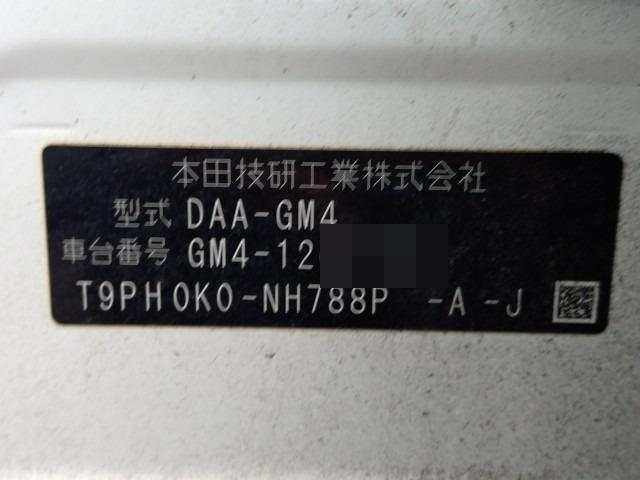 本田技研工業株式会社
型式 DAA-GM4
車台番号 GM4-12
T9PH0K0-NH788P -A -J